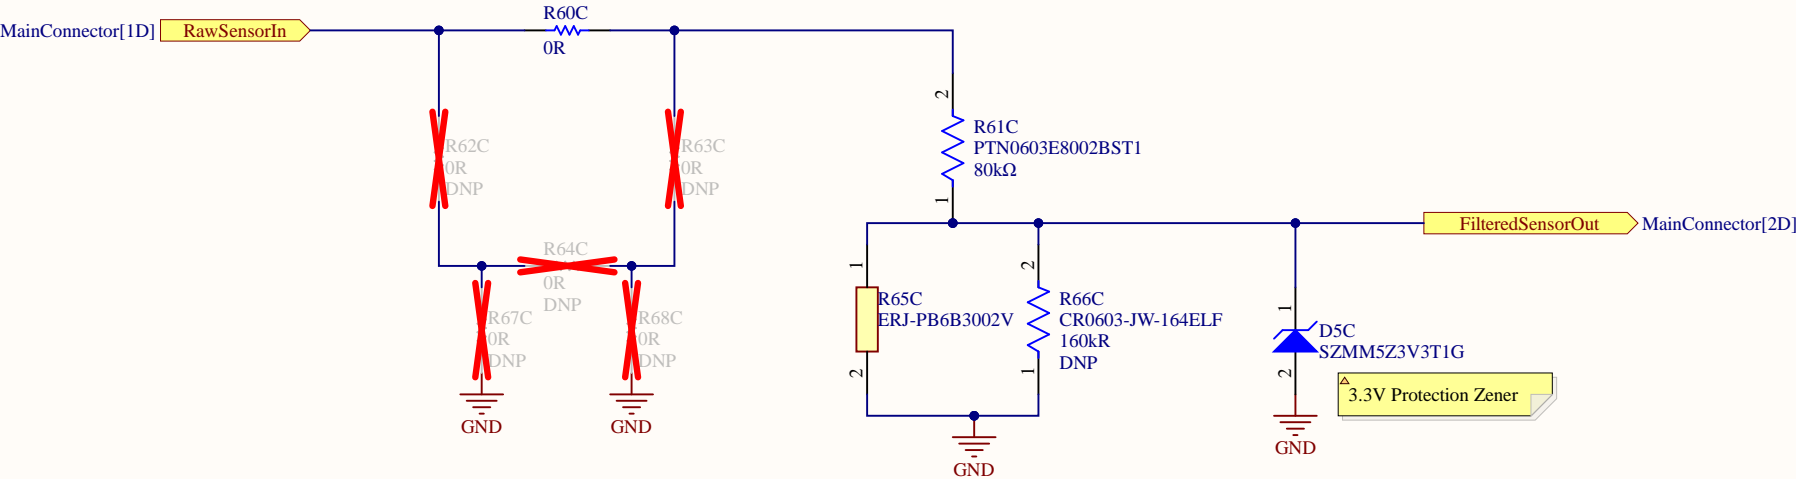 R60C
MainConnector[1D] RawSensorIn
0R
2
R61C
PTN0603E8002BST1
80kΩ
1
R62C
0R
DNP
R63C
0R
DNP
FilteredSensorOut MainConnector[2D]
R64C
0R
DNP
1
2
R65C
ERJ-PB6B3002V
2
R66C
CR0603-JW-164ELF
160kR
DNP
1
R67C
0R
DNP
R68C
0R
DNP
1
D5C
SZMM5Z3V3T1G
2
3.3V Protection Zener
GND
GND
GND
GND